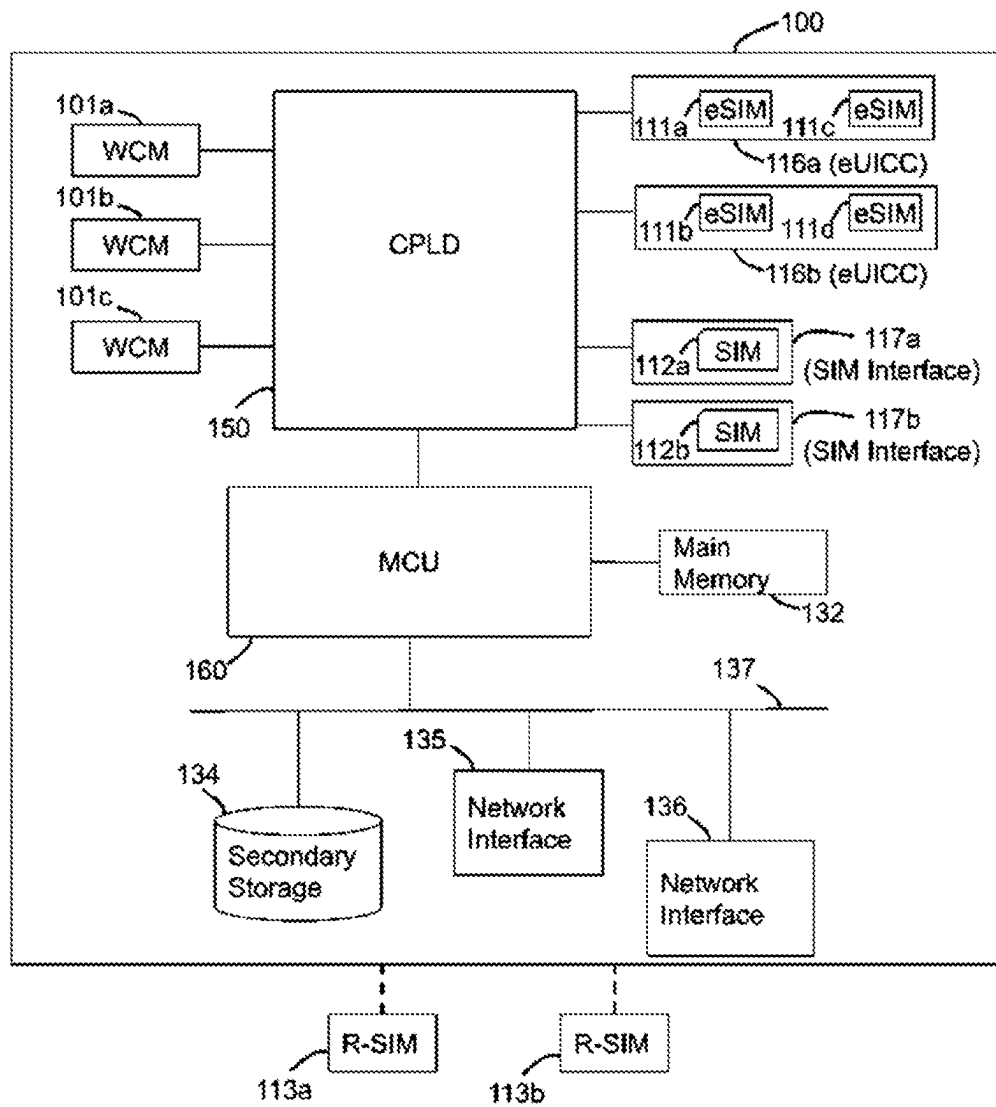 100
101a
WCM
101b
WCM
101c
WCM
CPLD
150
eSIM
eSIM
111a
111c
116a (eUICC)
eSIM
eSIM
111b
111d
116b (eUICC)
SIM
112a
117a
(SIM Interface)
SIM
112b
117b
(SIM Interface)
MCU
160
Main
Memory
132
137
134
Secondary
Storage
135
Network
Interface
136
Network
Interface
R-SIM
113a
R-SIM
113b